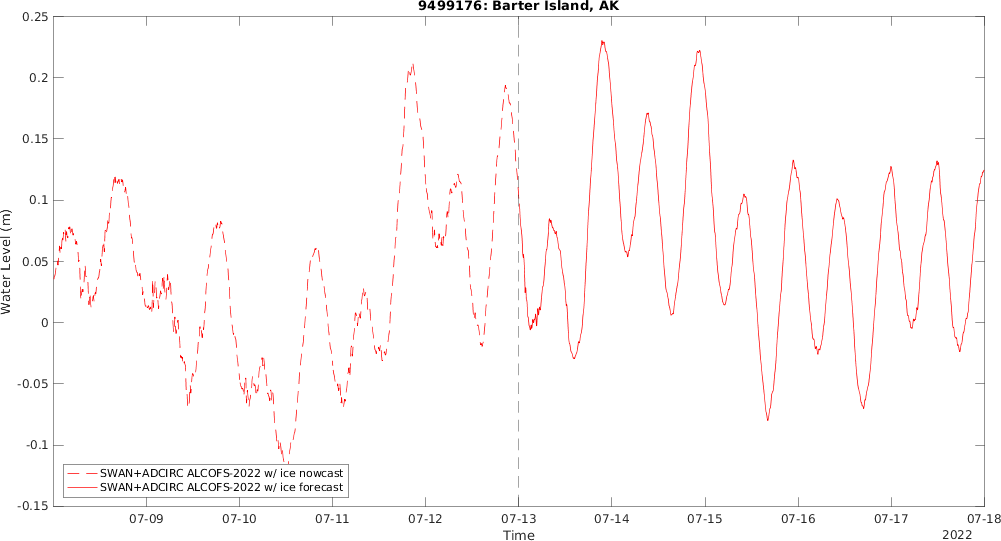 9499176: Barter Island, AK
0.25
0.2
0.15
0.1
0.05
0
-0.05
-0.1
-0.15
Water Level (m)
SWAN+ADCIRC ALCOFS-2022 w/ ice nowcast
SWAN+ADCIRC ALCOFS-2022 w/ ice forecast
07-09 07-10 07-11 07-12 07-13 07-14 07-15 07-16 07-17 07-18
Time
2022